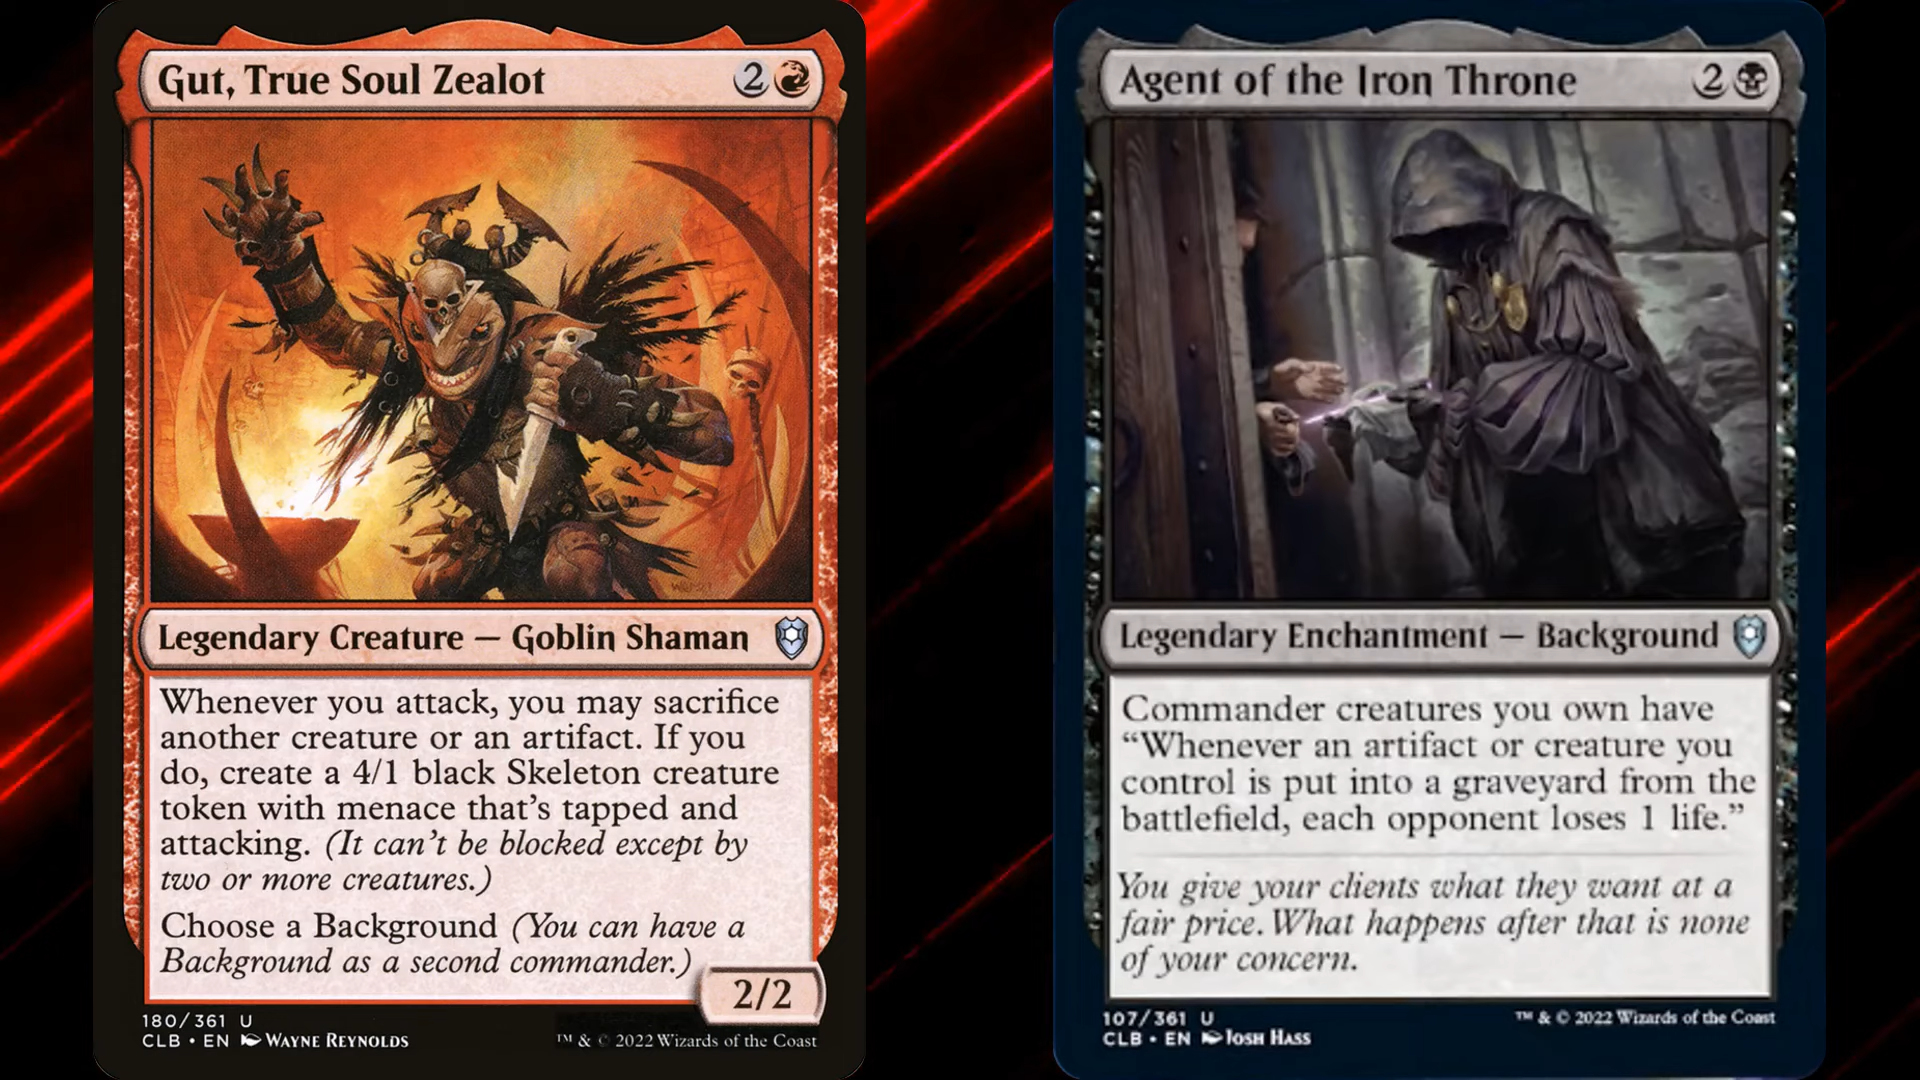 Gut, True Soul Zealot 2
Legendary Creature — Goblin Shaman
Whenever you attack, you may sacrifice
another creature or an artifact. If you
do, create a 4/1 black Skeleton creature
token with menace that's tapped and
attacking. (It can't be blocked except by
two or more creatures.)
Choose a Background (You can have a
Background as a second commander.)
2/2
180/361 U
CLB • EN WAYNE REYNOLDS
™ & © 2022 Wizards of the Coast
Agent of the Iron Throne 2
Legendary Enchantment — Background
Commander creatures you own have
“Whenever an artifact or creature you
control is put into a graveyard from the
battlefield, each opponent loses 1 life.”
You give your clients what they want at a
fair price. What happens after that is none
of your concern.
107/361 U
CLB • EN JOSH HASS
™ & © 2022 Wizards of the Coast